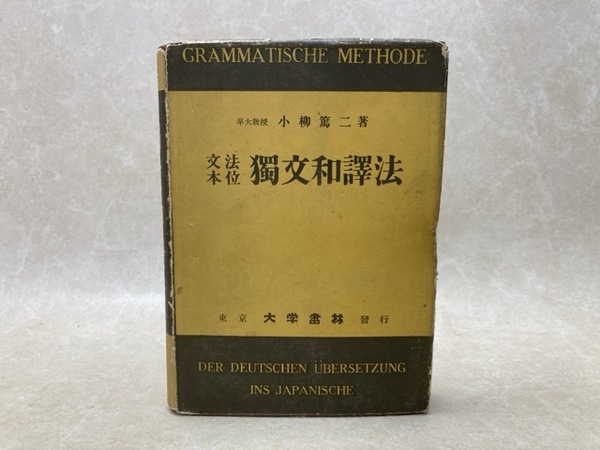 GRAMMATISCHE METHODE
早大教授 小柳篤二著
文法本位 獨文和譯法
東京 大学書林 發行
DER DEUTSCHEN ÜBERSETZUNG
INS JAPANISCHE